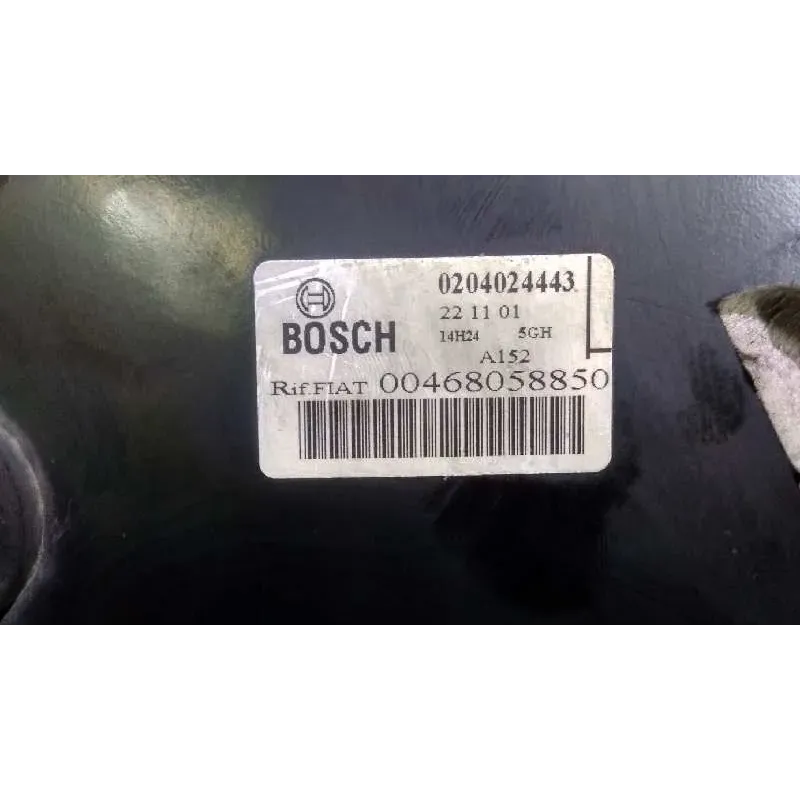 BOSCH
0204024443
22 11 01
14H24 5GH
A152
Rif.FIAT 00468058850